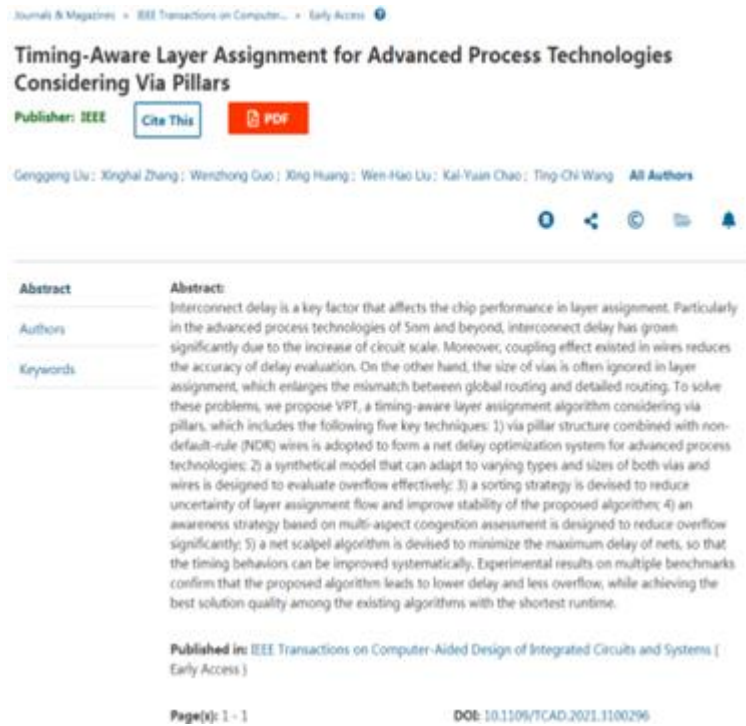 Journals & Magazines > IEEE Transactions on Computer... > Early Access
Timing-Aware Layer Assignment for Advanced Process Technologies
Considering Via Pillars
Publisher: IEEE Cite This PDF
Genggeng Liu; Xinghai Zhang; Wenzhong Guo; Xing Huang; Wen-Hao Liu; Kai-Yuan Chao; Ting-Chi Wang All Authors
Abstract
Authors
Keywords
Abstract:
Interconnect delay is a key factor that affects the chip performance in layer assignment. Particularly
in the advanced process technologies of 5nm and beyond, interconnect delay has grown
significantly due to the increase of circuit scale. Moreover, coupling effect existed in wires reduces
the accuracy of delay evaluation. On the other hand, the size of vias is often ignored in layer
assignment, which enlarges the mismatch between global routing and detailed routing. To solve
these problems, we propose VPT, a timing-aware layer assignment algorithm considering via
pillars, which includes the following five key techniques: 1) via pillar structure combined with non-
default-rule (NDR) wires is adopted to form a net delay optimization system for advanced process
technologies; 2) a synthetical model that can adapt to varying types and sizes of both vias and
wires is designed to evaluate overflow effectively; 3) a sorting strategy is devised to reduce
uncertainty of layer assignment flow and improve stability of the proposed algorithm; 4) an
awareness strategy based on multi-aspect congestion assessment is designed to reduce overflow
significantly; 5) a net scalpel algorithm is devised to minimize the maximum delay of nets, so that
the timing behaviors can be improved systematically. Experimental results on multiple benchmarks
confirm that the proposed algorithm leads to lower delay and less overflow, while achieving the
best solution quality among the existing algorithms with the shortest runtime.
Published in: IEEE Transactions on Computer-Aided Design of Integrated Circuits and Systems (
Early Access )
Page(s): 1 - 1 DOI: 10.1109/TCAD.2021.3100296